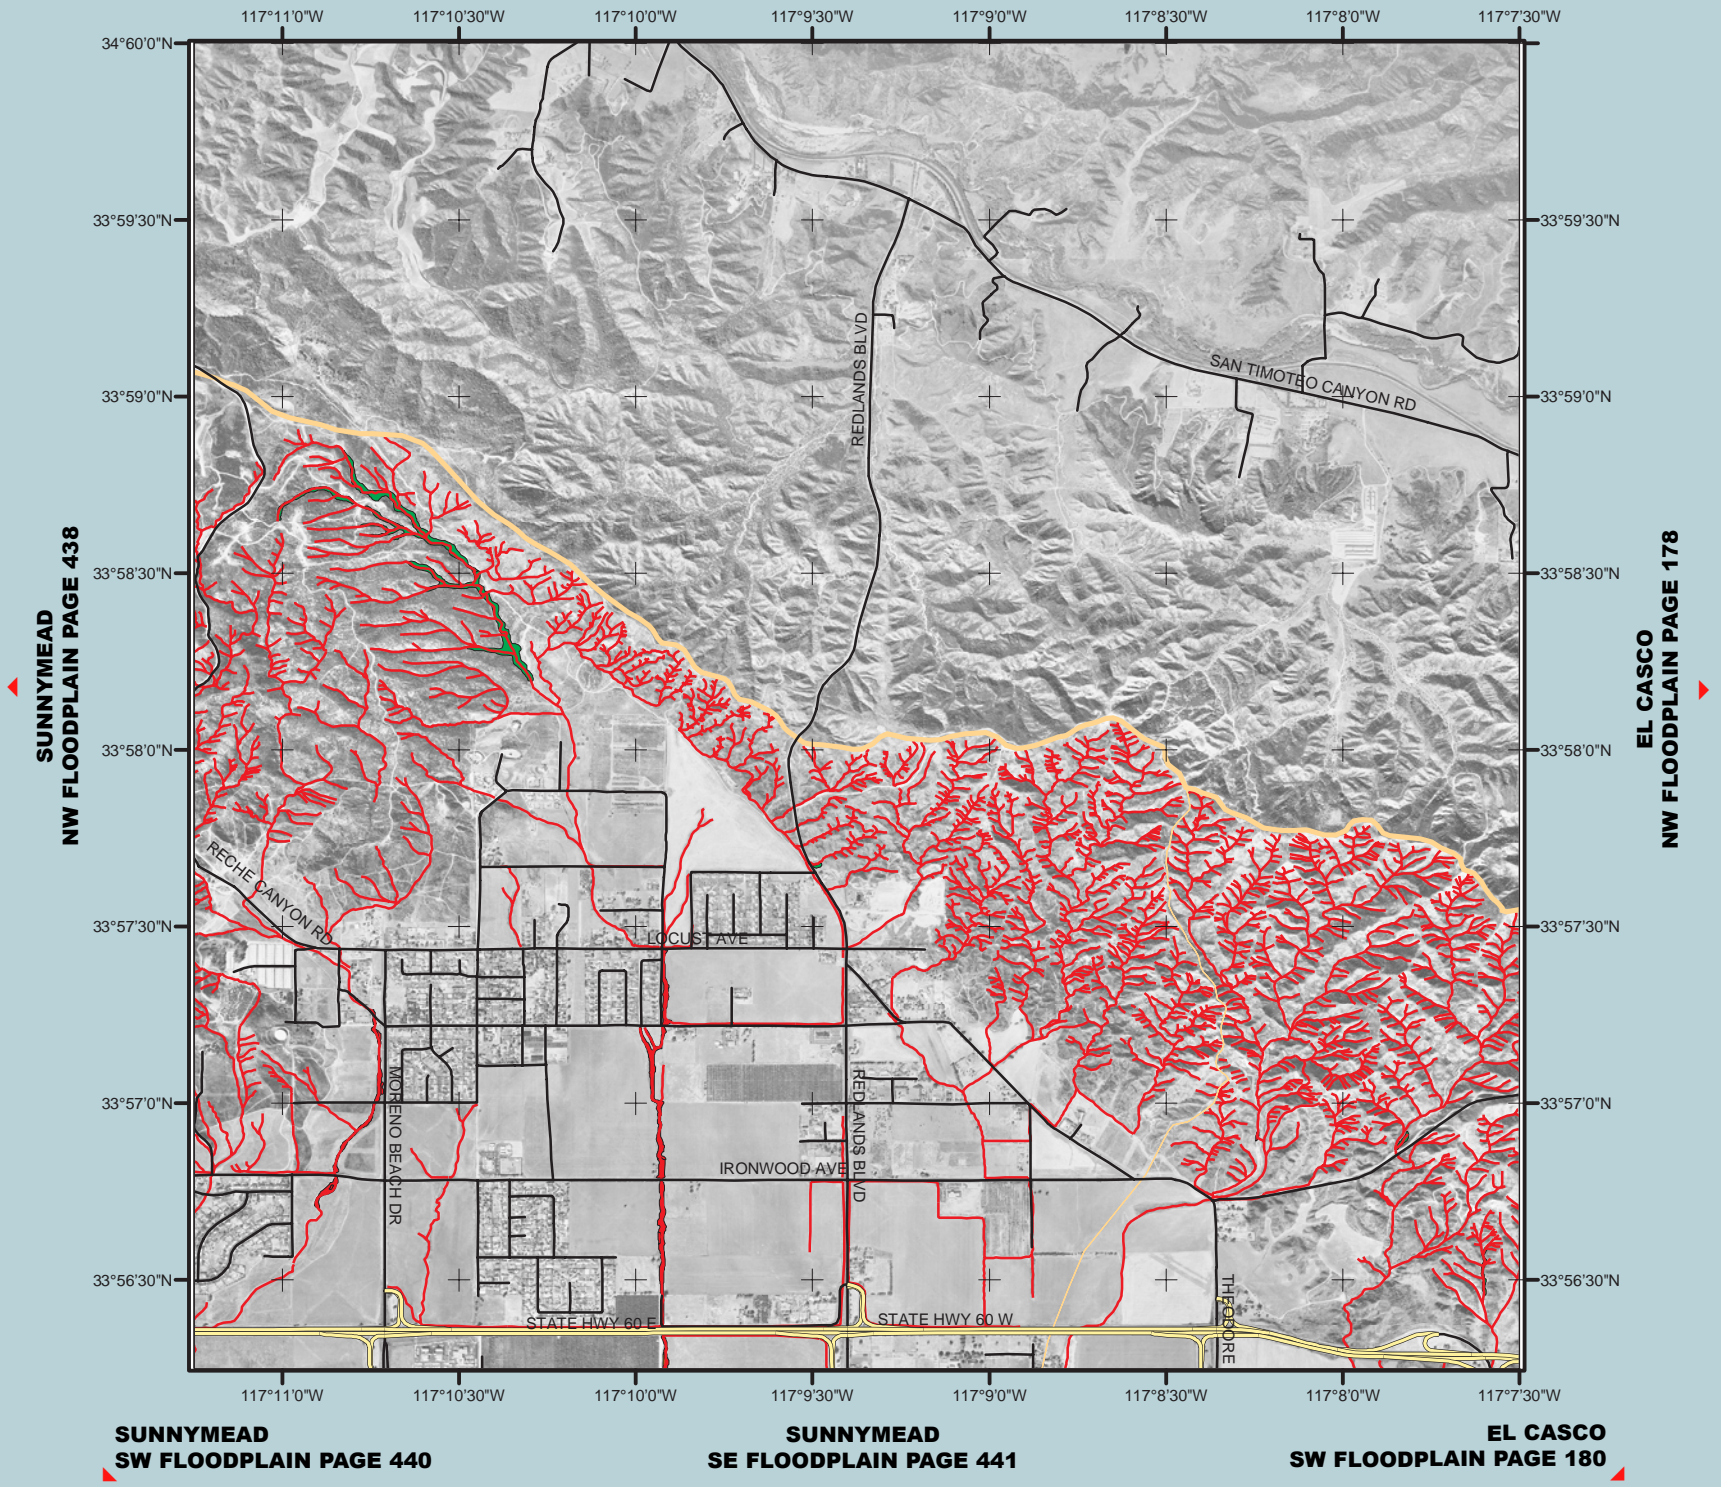 117°11'0"W
117°10'30"W
117°10'0"W
117°9'30"W
117°9'0"W
117°8'30"W
117°8'0"W
117°7'30"W
34°60'0"N
33°59'30"N
33°59'30"N
REDLANDS BLVD
SAN TIMOTEO CANYON RD
33°59'0"N
33°59'0"N
33°58'30"N
33°58'30"N
SUNNYMEAD
NW FLOODPLAIN PAGE 438
EL CASCO
NW FLOODPLAIN PAGE 178
33°58'0"N
33°58'0"N
RECHE CANYON RD
33°57'30"N
33°57'30"N
LOCUST AVE
33°57'0"N
33°57'0"N
MORENO BEACH DR
REDLANDS BLVD
IRONWOOD AVE
33°56'30"N
33°56'30"N
THEODORE
STATE HWY 60 E
STATE HWY 60 W
117°11'0"W
117°10'30"W
117°10'0"W
117°9'30"W
117°9'0"W
117°8'30"W
117°8'0"W
117°7'30"W
SUNNYMEAD
SW FLOODPLAIN PAGE 440
SUNNYMEAD
SE FLOODPLAIN PAGE 441
EL CASCO
SW FLOODPLAIN PAGE 180